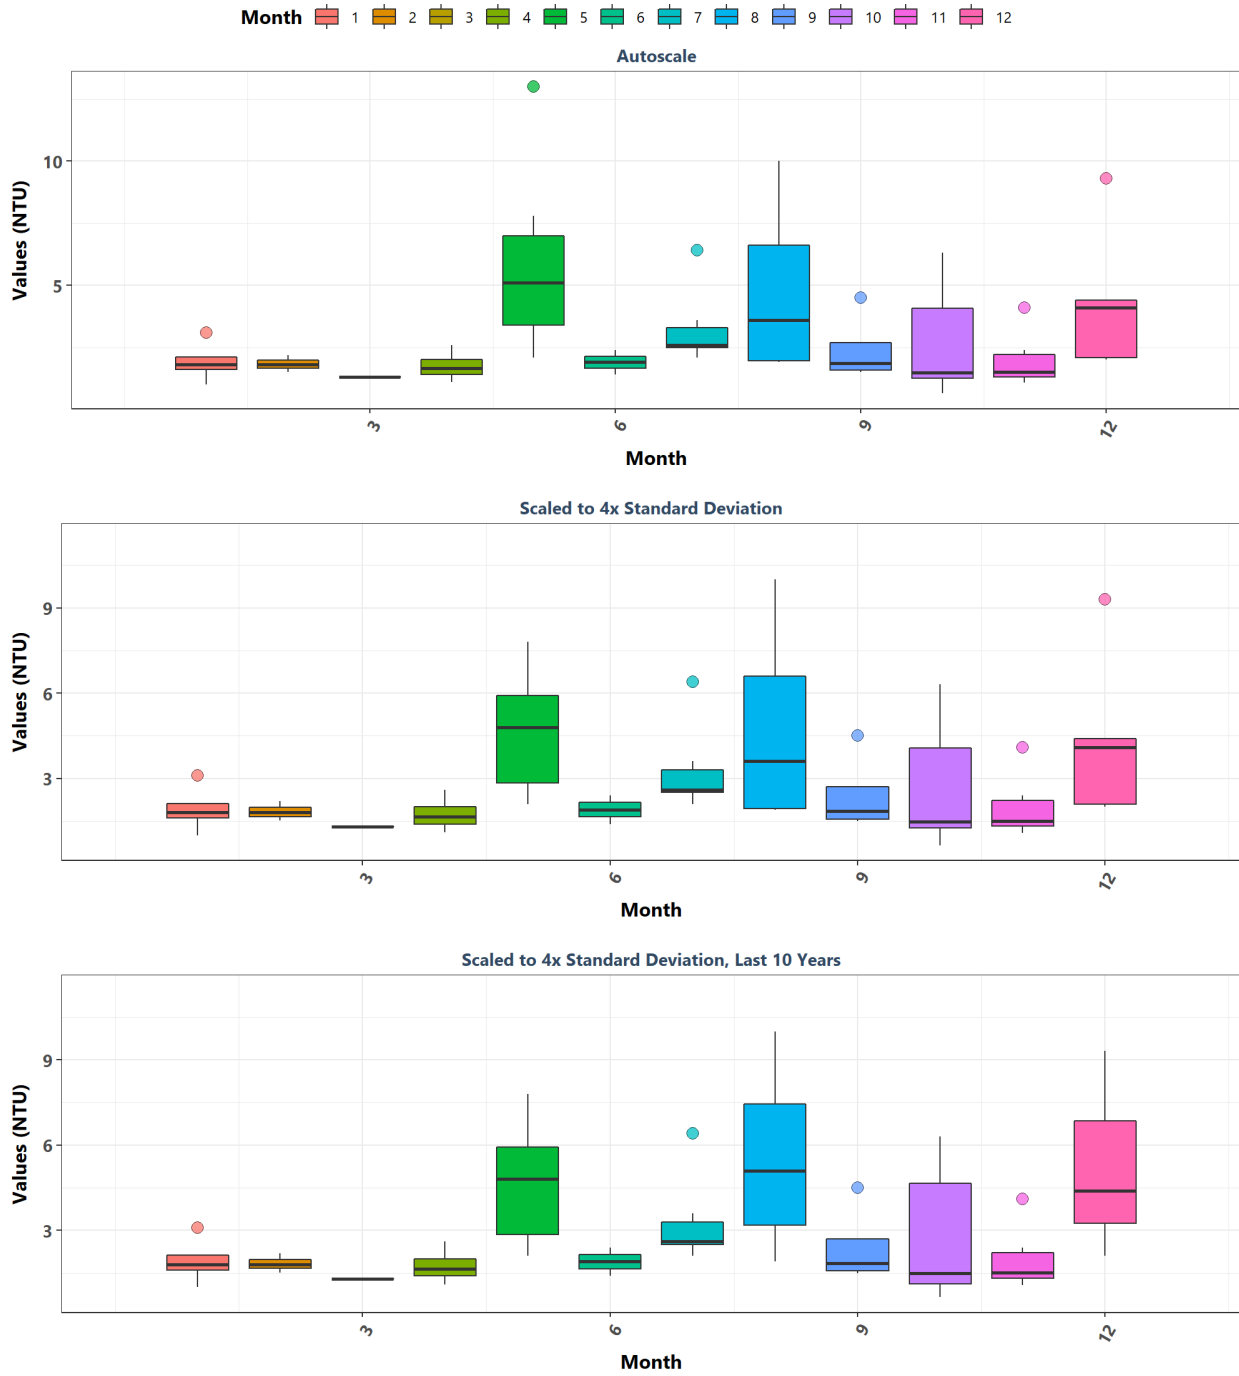 Month 1 2 3 4 5 6 7 8 9 10 11 12
Autoscale
Values (NTU)
10
5
3 6 9 12
Month
Scaled to 4x Standard Deviation
Values (NTU)
9
6
3
3 6 9 12
Month
Scaled to 4x Standard Deviation, Last 10 Years
Values (NTU)
9
6
3
3 6 9 12
Month